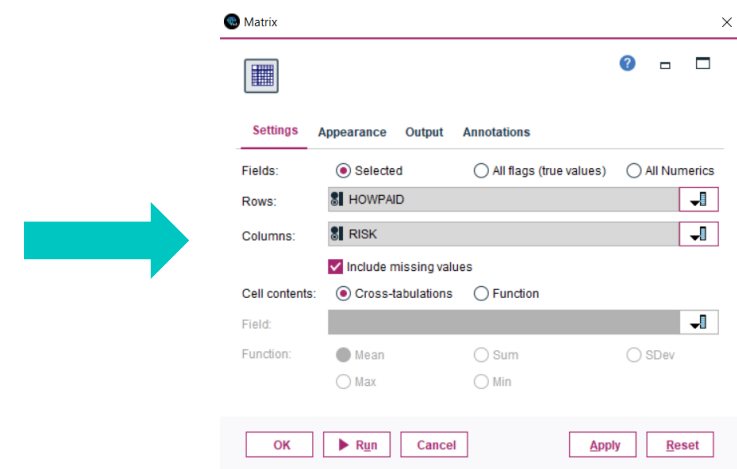 Matrix
Settings Appearance Output Annotations
Fields: Selected All flags (true values) All Numerics
Rows: HOWPAID
Columns: RISK
Include missing values
Cell contents: Cross-tabulations Function
Field:
Function: Mean Sum SDev
Max Min
OK Run Cancel Apply Reset